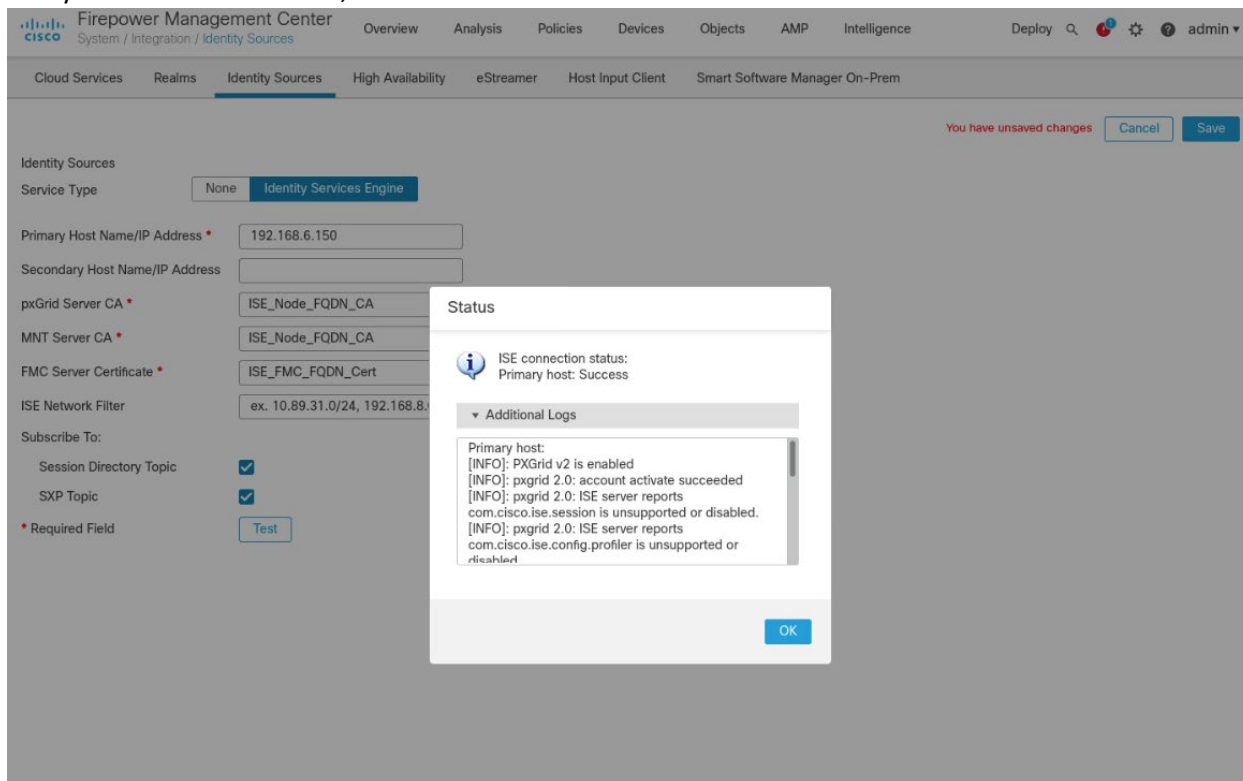 Firepower Management Center
CISCO System / Integration / Identity Sources
Overview Analysis Policies Devices Objects AMP Intelligence Deploy admin
Cloud Services Realms Identity Sources High Availability eStreamer Host Input Client Smart Software Manager On-Prem
You have unsaved changes Cancel Save
Identity Sources
Service Type None Identity Services Engine
Primary Host Name/IP Address * 192.168.6.150
Secondary Host Name/IP Address
pxGrid Server CA * ISE_Node_FQDN_CA
MNT Server CA * ISE_Node_FQDN_CA
FMC Server Certificate * ISE_FMC_FQDN_Cert
ISE Network Filter ex. 10.89.31.0/24, 192.168.8.
Subscribe To:
Session Directory Topic
SXP Topic
* Required Field Test
Status
ISE connection status:
Primary host: Success
Additional Logs
Primary host:
[INFO]: PXGrid v2 is enabled
[INFO]: pxgrid 2.0: account activate succeeded
[INFO]: pxgrid 2.0: ISE server reports
com.cisco.ise.session is unsupported or disabled.
[INFO]: pxgrid 2.0: ISE server reports
com.cisco.ise.config.profiler is unsupported or
disabled
OK